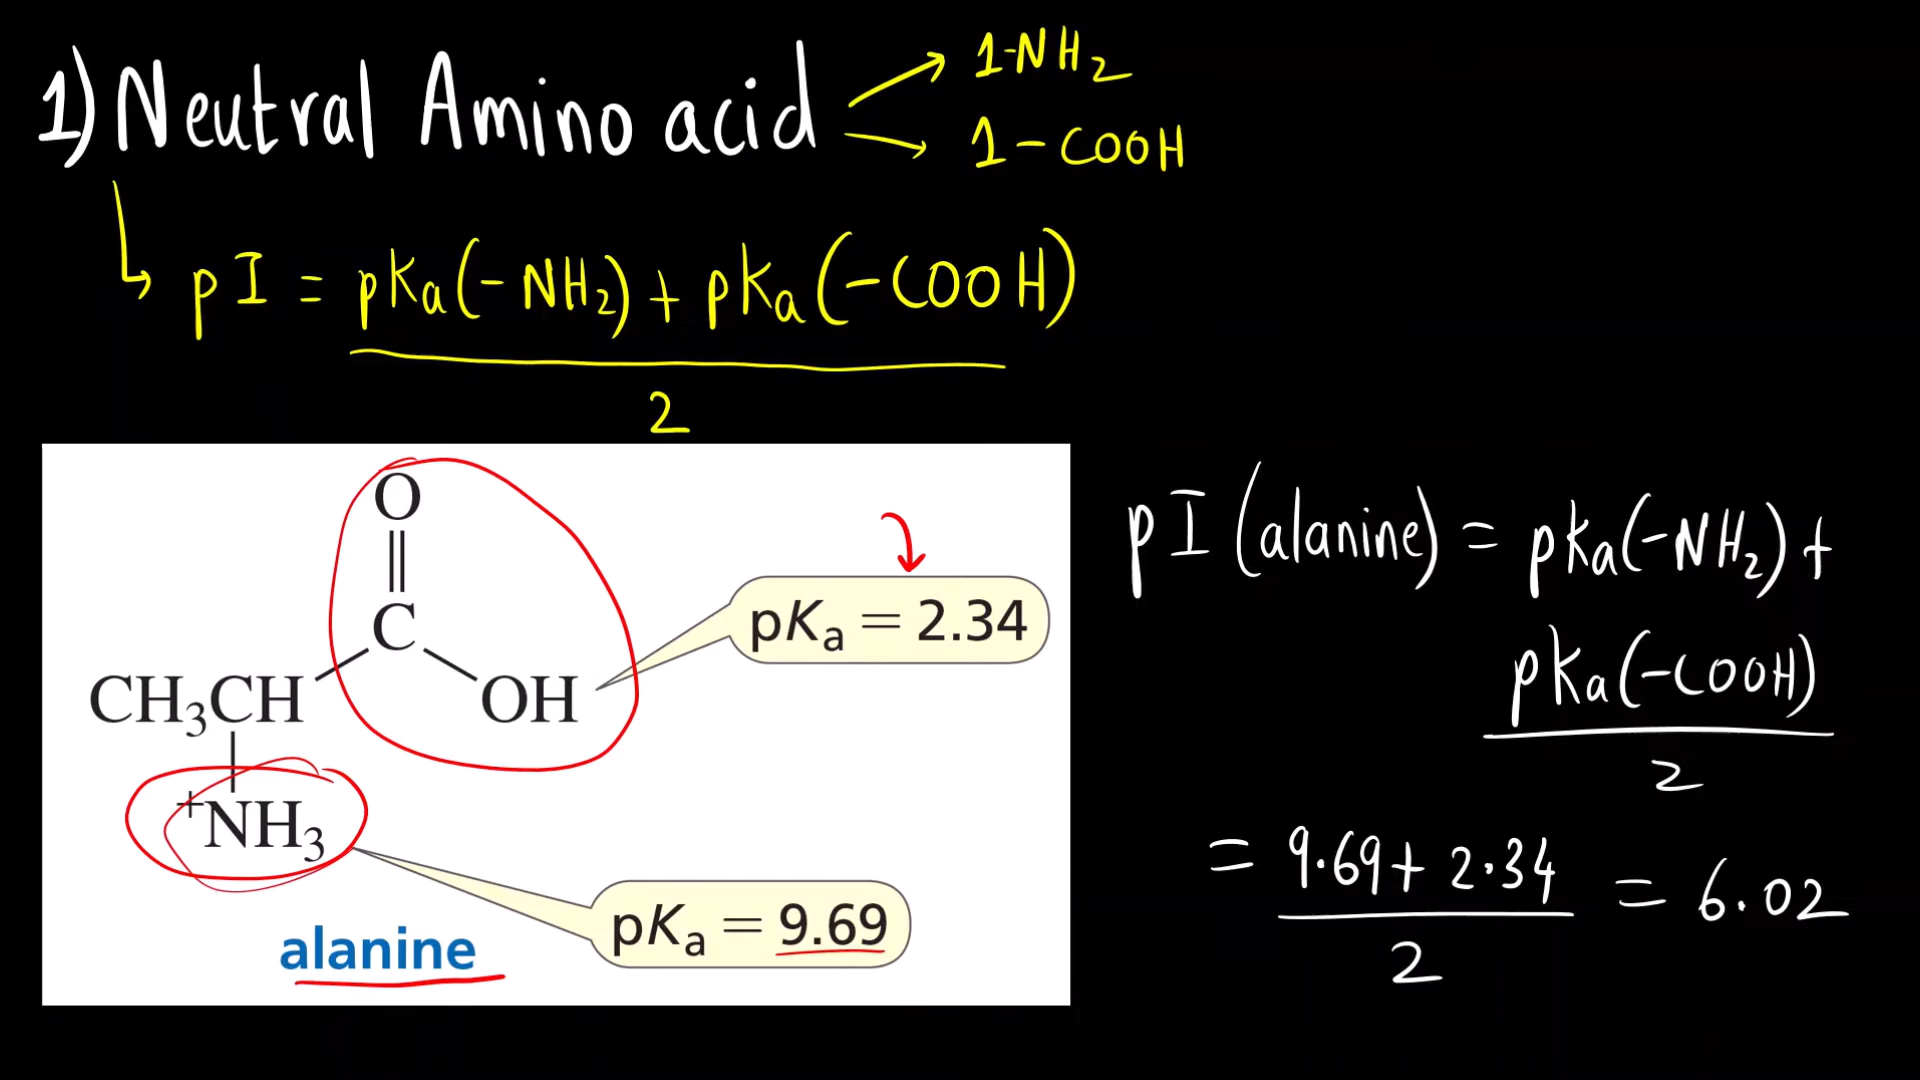 1) Neutral Amino acid
1-NH₂
1-COOH
pI = pKa(-NH₂) + pKa(-COOH)
2
O
C
CH₃CH
OH
⁺NH₃
pKa = 2.34
pKa = 9.69
alanine
pI (alanine) = pKa(-NH₂) +
pKa(-COOH)
2
= 9.69 + 2.34 = 6.02
2